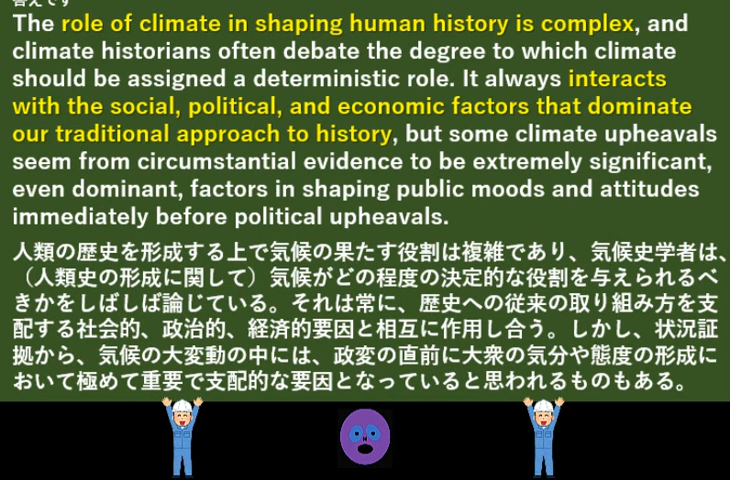 答えです
The role of climate in shaping human history is complex, and
climate historians often debate the degree to which climate
should be assigned a deterministic role. It always interacts
with the social, political, and economic factors that dominate
our traditional approach to history, but some climate upheavals
seem from circumstantial evidence to be extremely significant,
even dominant, factors in shaping public moods and attitudes
immediately before political upheavals.
人類の歴史を形成する上で気候の果たす役割は複雑であり、気候史学者は、
（人類史の形成に関して）気候がどの程度の決定的な役割を与えられるべ
きかをしばしば論じている。それは常に、歴史への従来の取り組み方を支
配する社会的、政治的、経済的要因と相互に作用し合う。しかし、状況証
拠から、気候の大変動の中には、政変の直前に大衆の気分や態度の形成に
おいて極めて重要で支配的な要因となっていると思われるものもある。